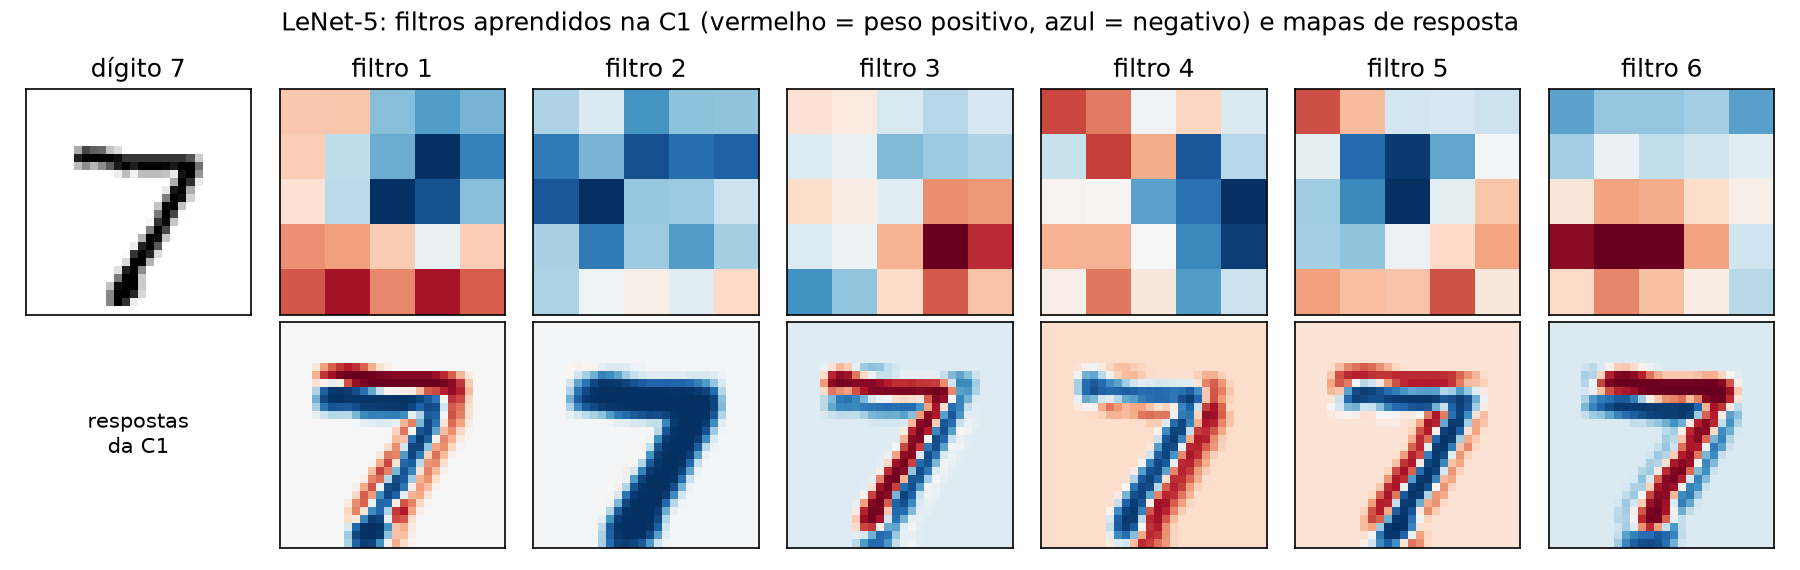 LeNet-5: filtros aprendidos na C1 (vermelho = peso positivo, azul = negativo) e mapas de resposta
dígito 7
filtro 1
filtro 2
filtro 3
filtro 4
filtro 5
filtro 6
respostas
da C1